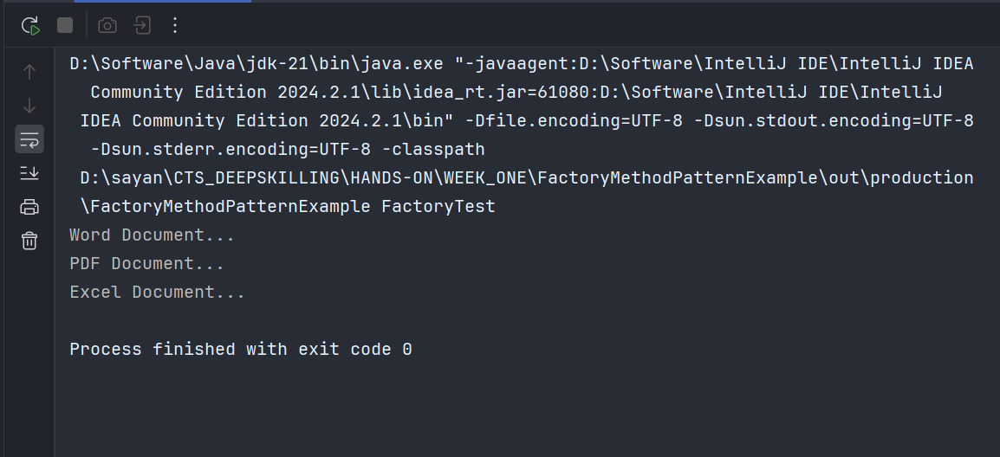 D:\Software\Java\jdk-21\bin\java.exe "-javaagent:D:\Software\IntelliJ IDE\IntelliJ IDEA
Community Edition 2024.2.1\lib\idea_rt.jar=61080:D:\Software\IntelliJ IDE\IntelliJ
IDEA Community Edition 2024.2.1\bin" -Dfile.encoding=UTF-8 -Dsun.stdout.encoding=UTF-8
-Dsun.stderr.encoding=UTF-8 -classpath
D:\sayan\CTS_DEEPSKILLING\HANDS-ON\WEEK_ONE\FactoryMethodPatternExample\out\production
\FactoryMethodPatternExample FactoryTest
Word Document...
PDF Document...
Excel Document...
Process finished with exit code 0